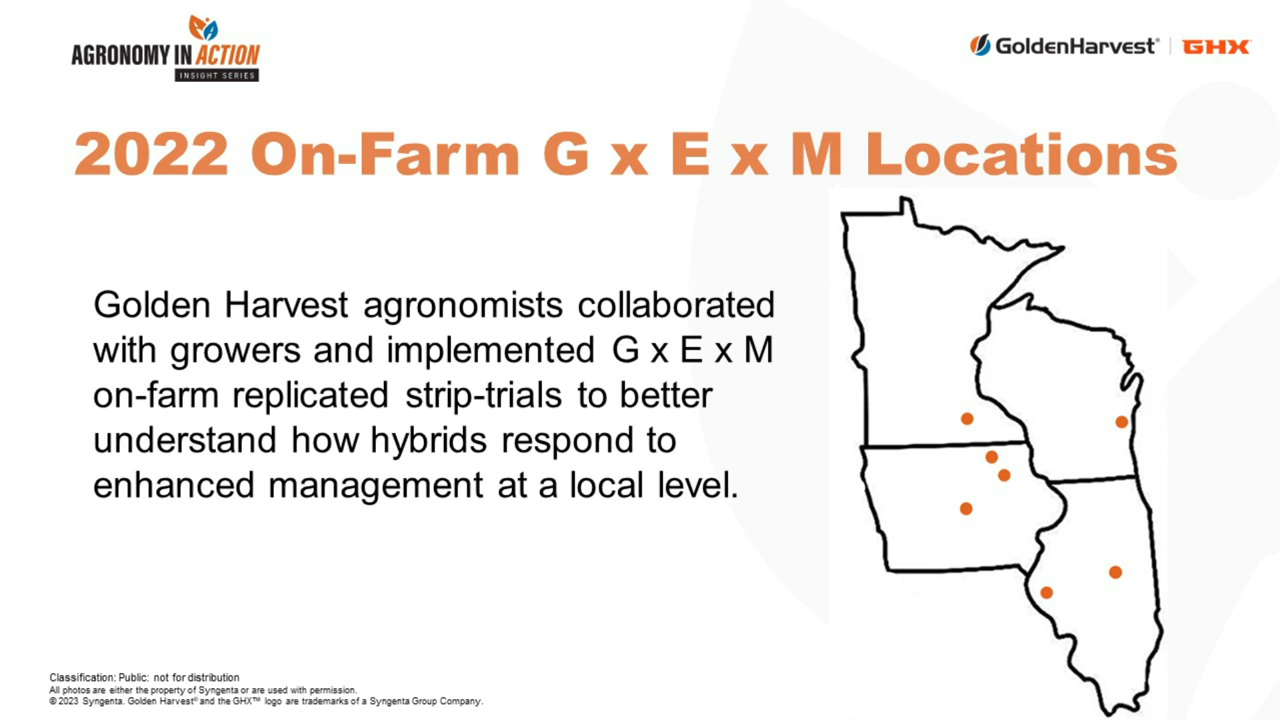 AGRONOMY IN ACTION
INSIGHT SERIES
GoldenHarvest® | GHX™
2022 On-Farm G x E x M Locations
Golden Harvest agronomists collaborated
with growers and implemented G x E x M
on-farm replicated strip-trials to better
understand how hybrids respond to
enhanced management at a local level.
Classification: Public: not for distribution
All photos are either the property of Syngenta or are used with permission.
© 2023 Syngenta. Golden Harvest® and the GHX™ logo are trademarks of a Syngenta Group Company.